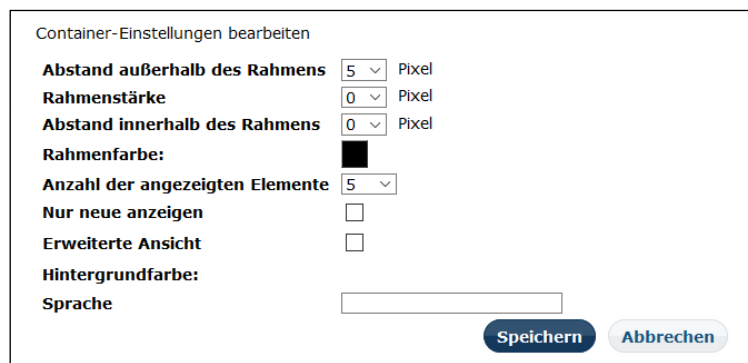 Container-Einstellungen bearbeiten
Abstand außerhalb des Rahmens 5 Pixel
Rahmenstärke 0 Pixel
Abstand innerhalb des Rahmens 0 Pixel
Rahmenfarbe:
Anzahl der angezeigten Elemente 5
Nur neue anzeigen
Erweiterte Ansicht
Hintergrundfarbe:
Sprache
Speichern Abbrechen